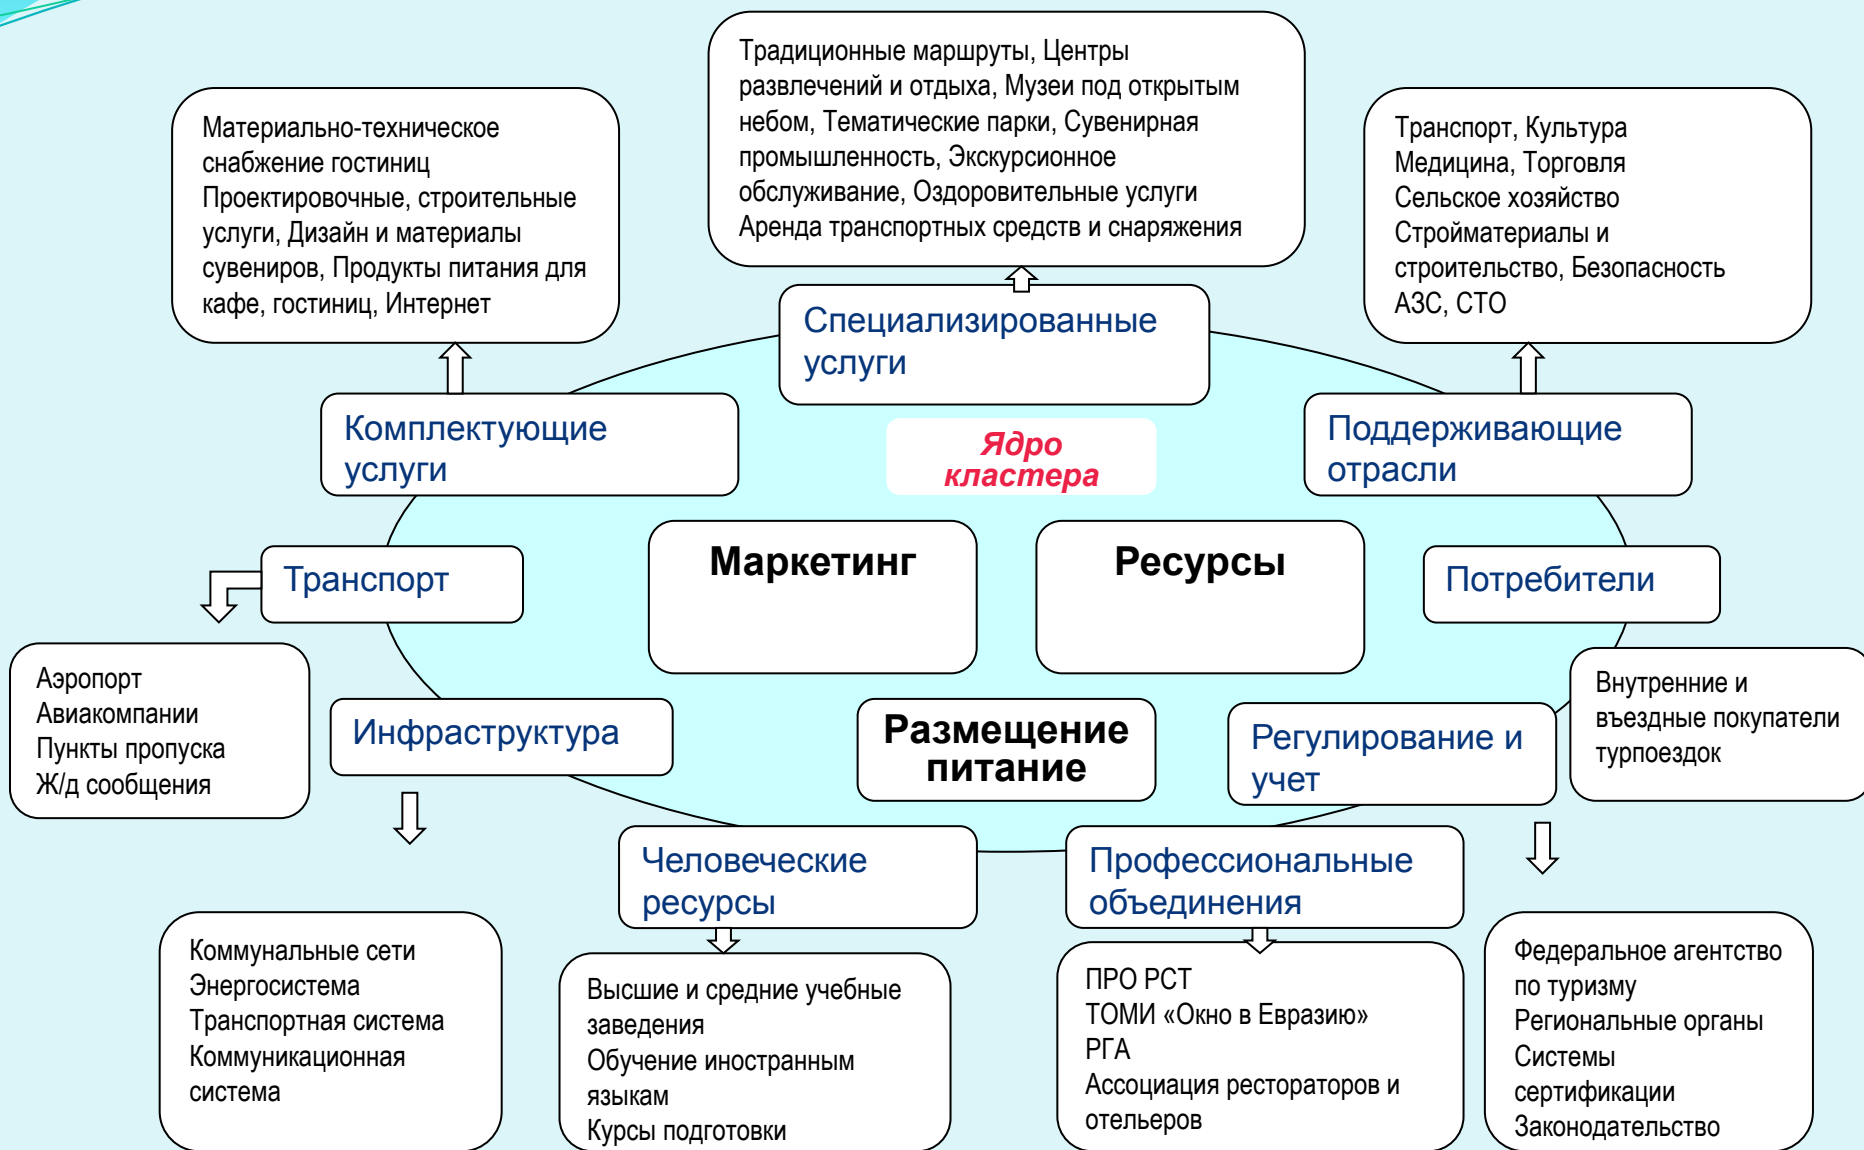 Традиционные маршруты, Центры
развлечений и отдыха, Музеи под открытым
небом, Тематические парки, Сувенирная
промышленность, Экскурсионное
обслуживание, Оздоровительные услуги
Аренда транспортных средств и снаряжения
Материально-техническое
снабжение гостиниц
Проектировочные, строительные
услуги, Дизайн и материалы
сувениров, Продукты питания для
кафе, гостиниц, Интернет
Транспорт, Культура
Медицина, Торговля
Сельское хозяйство
Стройматериалы и
строительство, Безопасность
АЗС, СТО
Специализированные
услуги
Комплектующие
услуги
Ядро
кластера
Поддерживающие
отрасли
Транспорт
Маркетинг
Ресурсы
Потребители
Аэропорт
Авиакомпании
Пункты пропуска
Ж/д сообщения
Инфраструктура
Размещение
питание
Регулирование и
учет
Внутренние и
въездные покупатели
турпоездок
Человеческие
ресурсы
Профессиональные
объединения
Коммунальные сети
Энергосистема
Транспортная система
Коммуникационная
система
Высшие и средние учебные
заведения
Обучение иностранным
языкам
Курсы подготовки
ПРО РСТ
ТОМИ «Окно в Евразию»
РГА
Ассоциация рестораторов и
отельеров
Федеральное агентство
по туризму
Региональные органы
Системы
сертификации
Законодательство